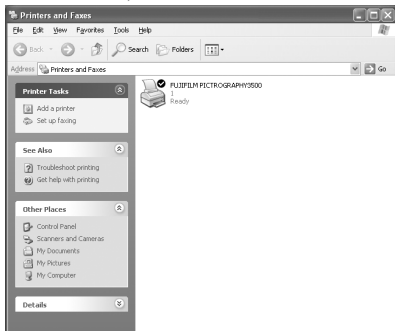 Printers and Faxes
File Edit View Favorites Tools Help
Back Search Folders
Address Printers and Faxes Go
Printer Tasks
Add a printer
Set up faxing
See Also
Troubleshoot printing
Get help with printing
Other Places
Control Panel
Scanners and Cameras
My Documents
My Pictures
My Computer
Details
FUJIFILM PICTROGRAPHY3500
1
Ready